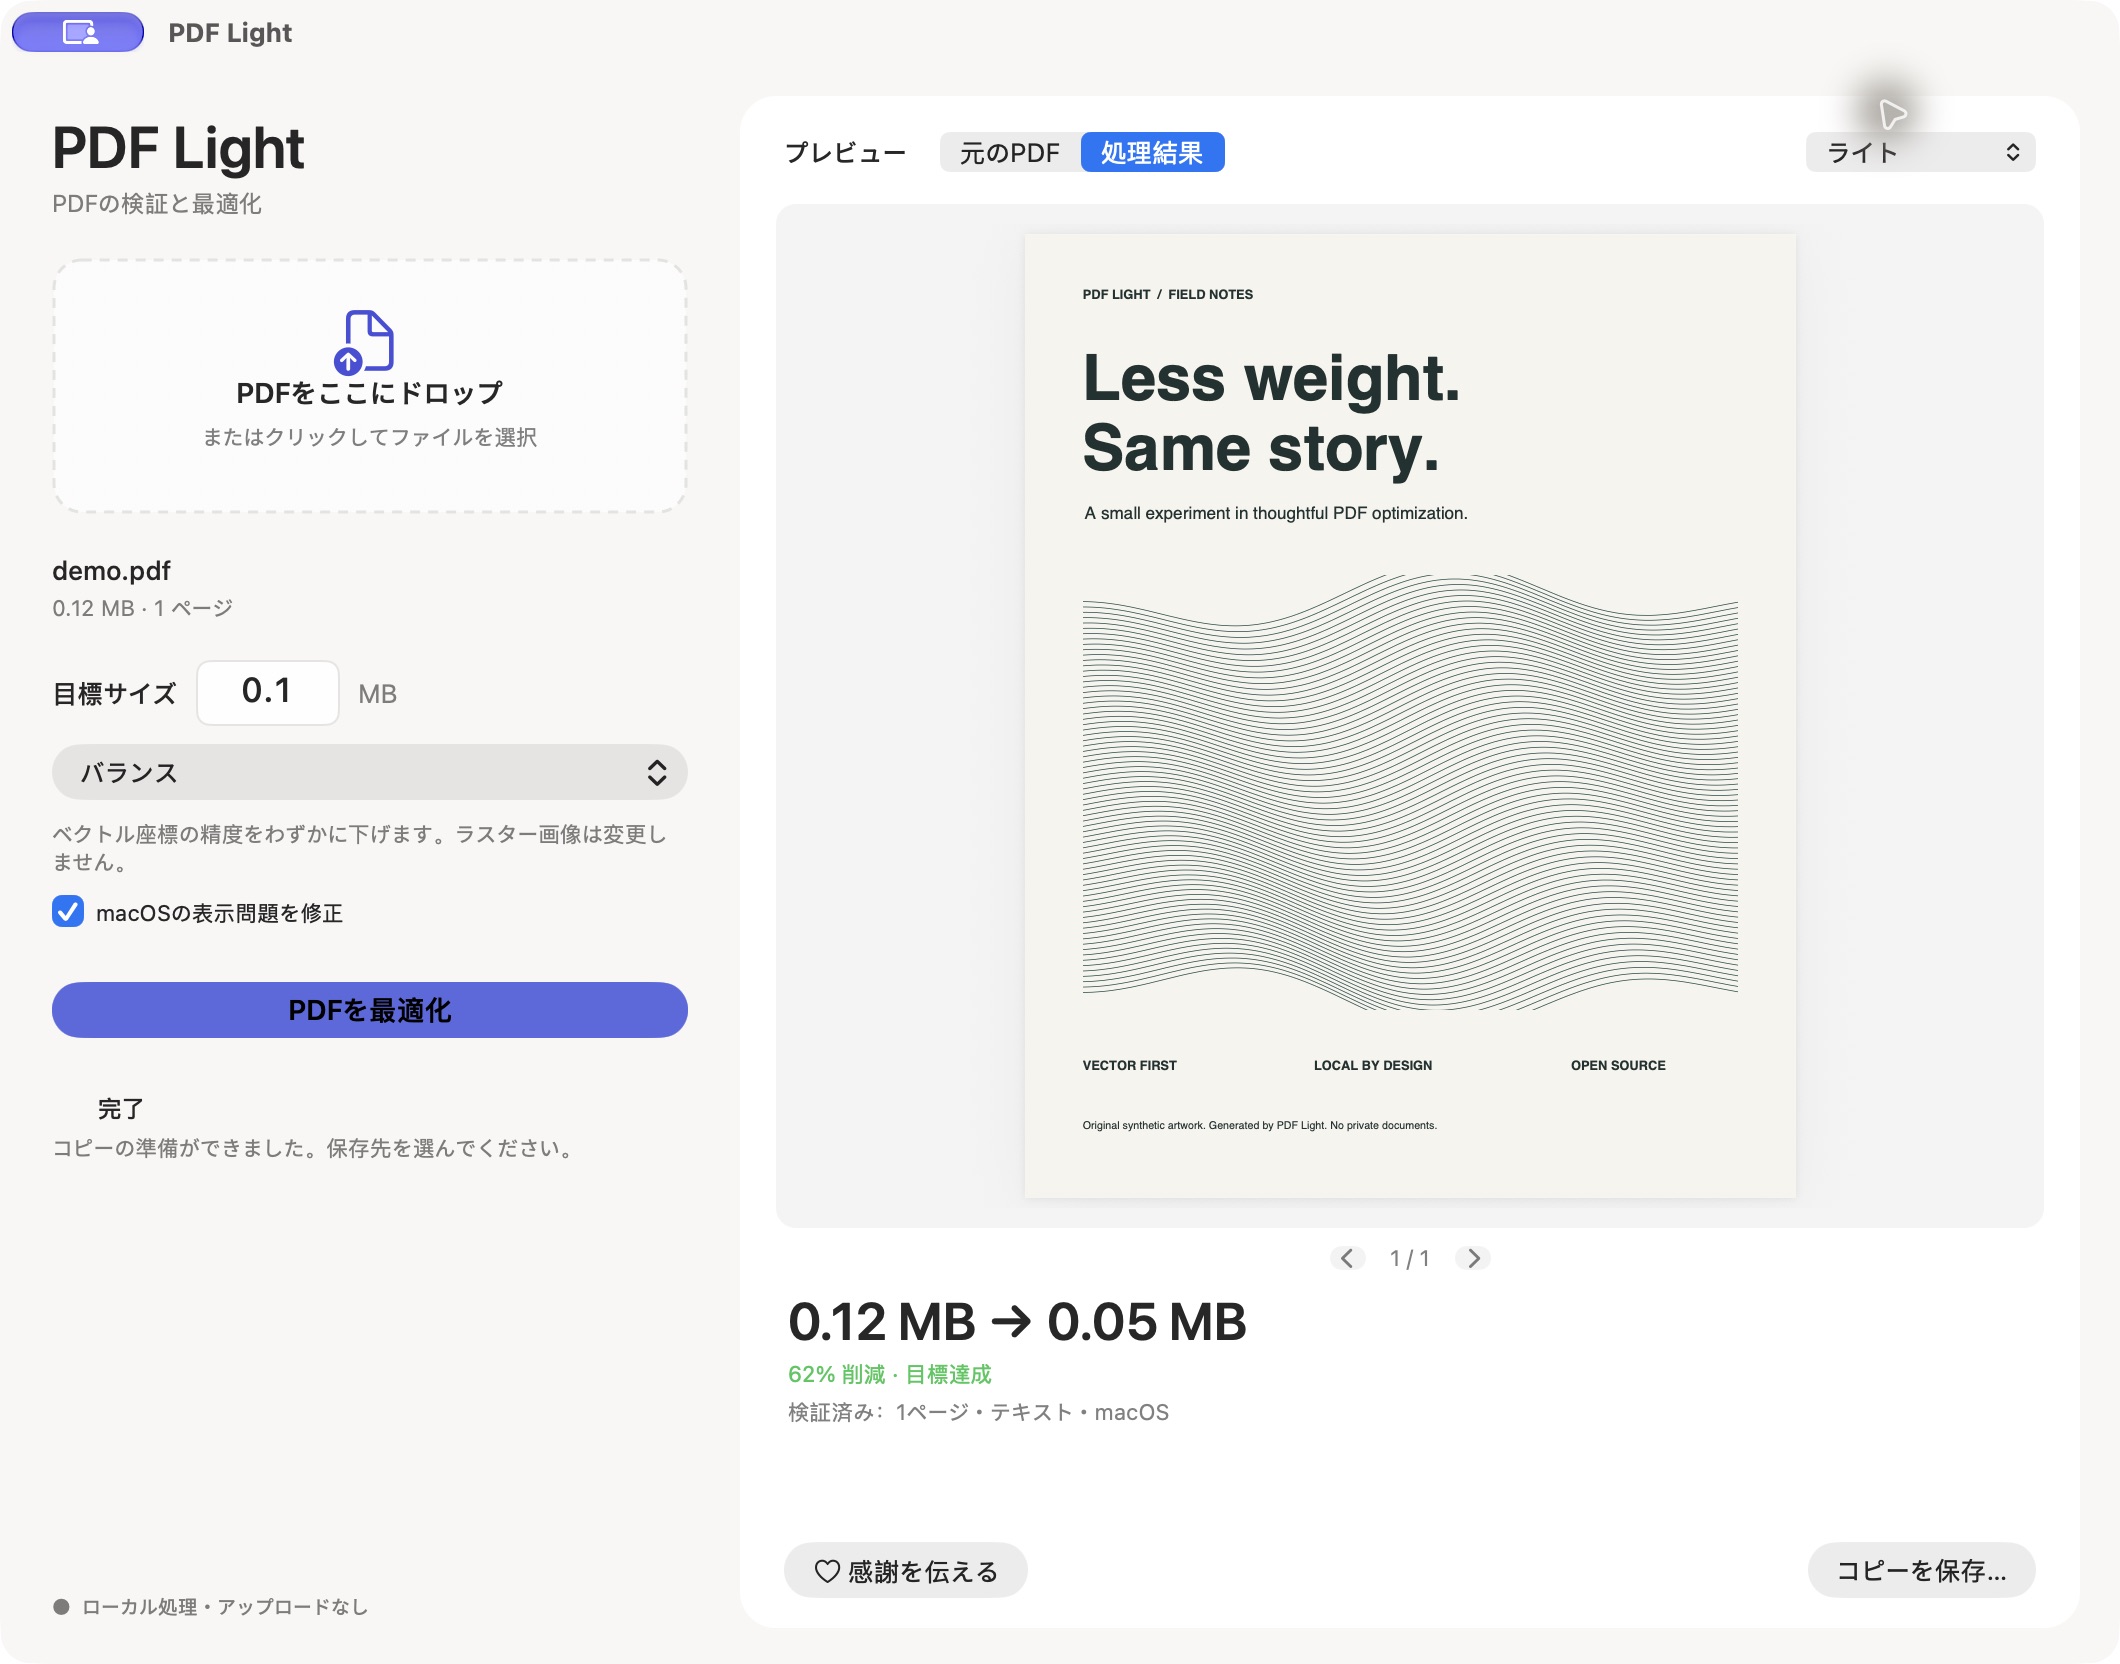 PDF Light
PDF Light
PDFの検証と最適化
PDFをここにドロップ
またはクリックしてファイルを選択
demo.pdf
0.12 MB · 1 ページ
目標サイズ 0.1 MB
バランス
ベクトル座標の精度をわずかに下げます。ラスター画像は変更し
ません。
macOSの表示問題を修正
PDFを最適化
完了
コピーの準備ができました。保存先を選んでください。
ローカル処理・アップロードなし
プレビュー 元のPDF 処理結果 ライト
PDF LIGHT / FIELD NOTES
Less weight.
Same story.
A small experiment in thoughtful PDF optimization.
VECTOR FIRST LOCAL BY DESIGN OPEN SOURCE
Original synthetic artwork. Generated by PDF Light. No private documents.
1 / 1
0.12 MB → 0.05 MB
62% 削減 · 目標達成
検証済み: 1ページ・テキスト・macOS
感謝を伝える コピーを保存...